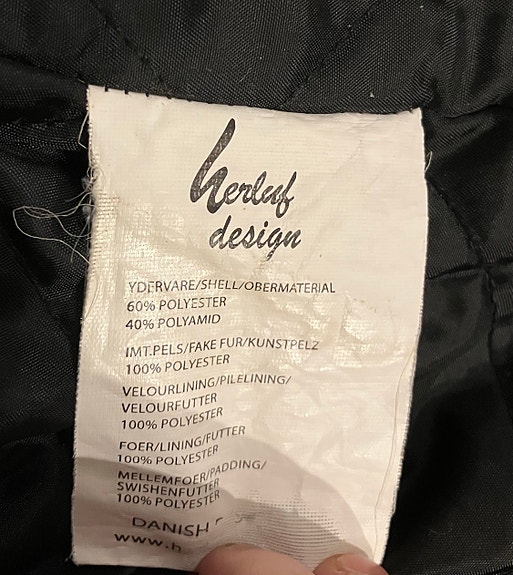 herluf
design
YDERVARE/SHELL/OBERMATERIAL
60% POLYESTER
40% POLYAMID
IMT.PELS/FAKE FUR/KUNSTPELZ
100% POLYESTER
VELOURLINING/PILELINING/
VELOURFUTTER
100% POLYESTER
FOER/LINING/FUTTER
100% POLYESTER
MELLEMFOER/PADDING/
SWISHENFUTTER
100% POLYESTER
DANISH
www.h